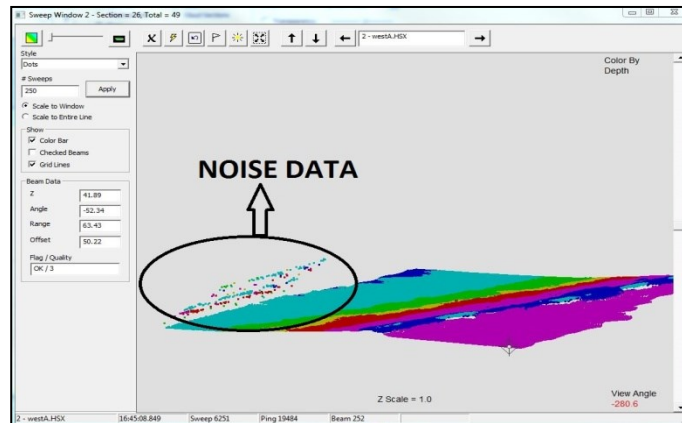 Sweep Window 2 - Section = 26, Total = 49
2 - westA.HSX
Style
Dots
# Sweeps
250
Apply
Scale to Window
Scale to Entire Line
Show
Color Bar
Checked Beams
Grid Lines
Beam Data
Z
41.89
Angle
-52.34
Range
63.43
Offset
50.22
Flag / Quality
OK / 3
Color By
Depth
NOISE DATA
Z Scale = 1.0
View Angle
-280.6
2 - westA.HSX 16:45:08.849 Sweep 6251 Ping 19484 Beam 252